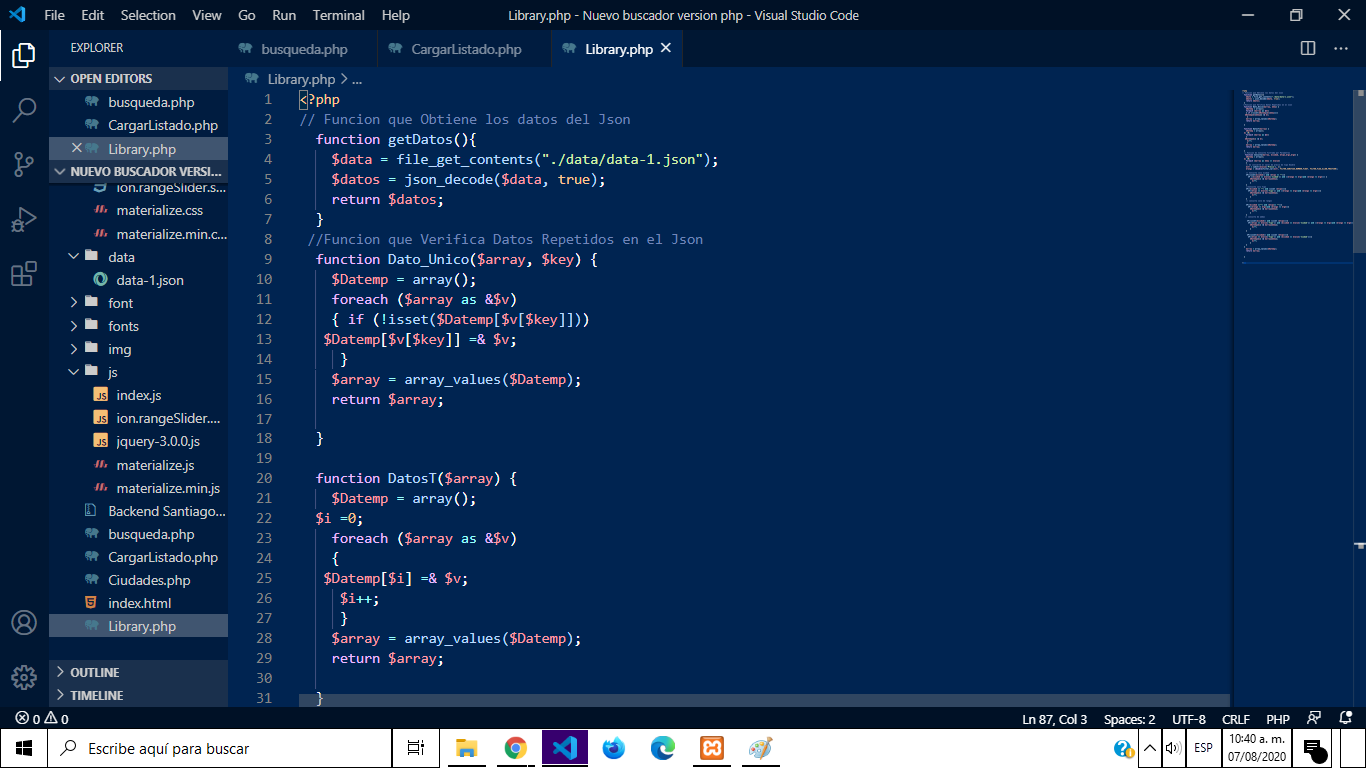 File Edit Selection View Go Run Terminal Help
Library.php - Nuevo buscador version php - Visual Studio Code
EXPLORER
OPEN EDITORS
busqueda.php
CargarListado.php
Library.php
NUEVO BUSCADOR VERSI...
ion.rangeSlider.s...
materialize.css
materialize.min.c...
data
data-1.json
font
fonts
img
js
index.js
ion.rangeSlider....
jquery-3.0.0.js
materialize.js
materialize.min.js
Backend Santiago...
busqueda.php
CargarListado.php
Ciudades.php
index.html
Library.php
OUTLINE
TIMELINE
busqueda.php CargarListado.php Library.php
Library.php > ...
1 <?php
2 // Funcion que Obtiene los datos del Json
3 function getDatos(){
4 $data = file_get_contents("./data/data-1.json");
5 $datos = json_decode($data, true);
6 return $datos;
7 }
8 //Funcion que Verifica Datos Repetidos en el Json
9 function Dato_Unico($array, $key) {
10 $Datemp = array();
11 foreach ($array as &$v)
12 { if (!isset($Datemp[$v[$key]]))
13 $Datemp[$v[$key]] =& $v;
14 }
15 $array = array_values($Datemp);
16 return $array;
17
18 }
19
20 function DatosT($array) {
21 $Datemp = array();
22 $i =0;
23 foreach ($array as &$v)
24 {
25 $Datemp[$i] =& $v;
26 $i++;
27 }
28 $array = array_values($Datemp);
29 return $array;
30
31 }
0 0
Ln 87, Col 3 Spaces: 2 UTF-8 CRLF PHP
Escribe aquí para buscar
ESP
10:40 a. m.
07/08/2020